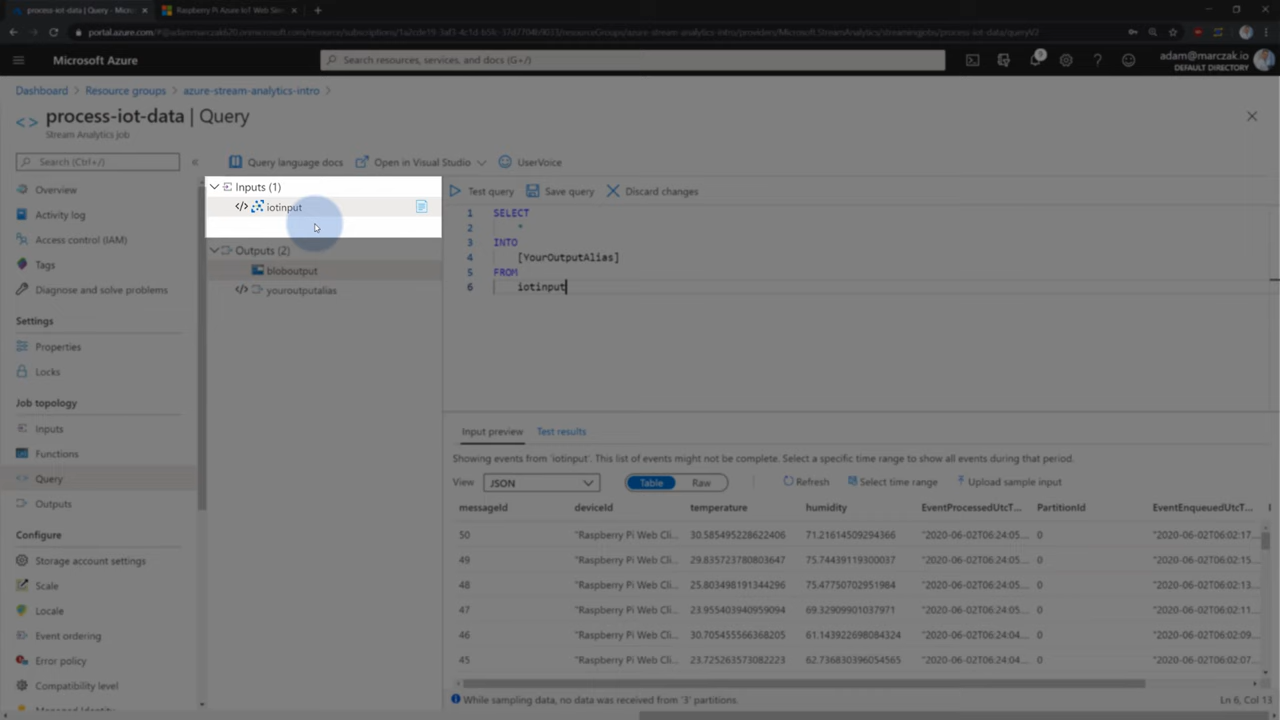 process-iot-data | Query - Micros
Raspberry Pi Azure IoT Web Sim
Microsoft Azure
Search resources, services, and docs (G+/)
9
adam@marczak.io
DEFAULT DIRECTORY
Dashboard
Resource groups
azure-stream-analytics-intro
process-iot-data | Query
Stream Analytics job
Search (Ctrl+/)
Overview
Activity log
Access control (IAM)
Tags
Diagnose and solve problems
Settings
Properties
Locks
Job topology
Inputs
Functions
Query
Outputs
Configure
Storage account settings
Scale
Locale
Event ordering
Error policy
Compatibility level
Managed Identity
Query language docs
Open in Visual Studio
UserVoice
Inputs (1)
iotinput
Outputs (2)
bloboutput
youroutputalias
Test query
Save query
Discard changes
1 SELECT
2 *
3 INTO
4 [YourOutputAlias]
5 FROM
6 iotinput
Input preview
Test results
Showing events from 'iotinput'. This list of events might not be complete. Select a specific time range to show all events during that period.
View JSON Table Raw Refresh Select time range Upload sample input
messageId deviceId temperature humidity EventProcessedUtcT... PartitionId EventEnqueuedUtcT...
50 "Raspberry Pi Web Cli... 30.585495228622406 71.21614509294366 "2020-06-02T06:24:05... 0 "2020-06-02T06:02:17...
49 "Raspberry Pi Web Cli... 29.835723780803647 75.74439119300037 "2020-06-02T06:24:05... 0 "2020-06-02T06:02:15...
48 "Raspberry Pi Web Cli... 25.803498191344296 75.47750702951984 "2020-06-02T06:24:05... 0 "2020-06-02T06:02:13...
47 "Raspberry Pi Web Cli... 23.955403940959094 69.32909901037971 "2020-06-02T06:24:05... 0 "2020-06-02T06:02:11...
46 "Raspberry Pi Web Cli... 30.705455566368205 61.143922698084324 "2020-06-02T06:24:04... 0 "2020-06-02T06:02:09...
45 "Raspberry Pi Web Cli... 23.725263573082223 62.736830396054565 "2020-06-02T06:24:04... 0 "2020-06-02T06:02:07...
While sampling data, no data was received from '3' partitions.
Ln 6, Col 13